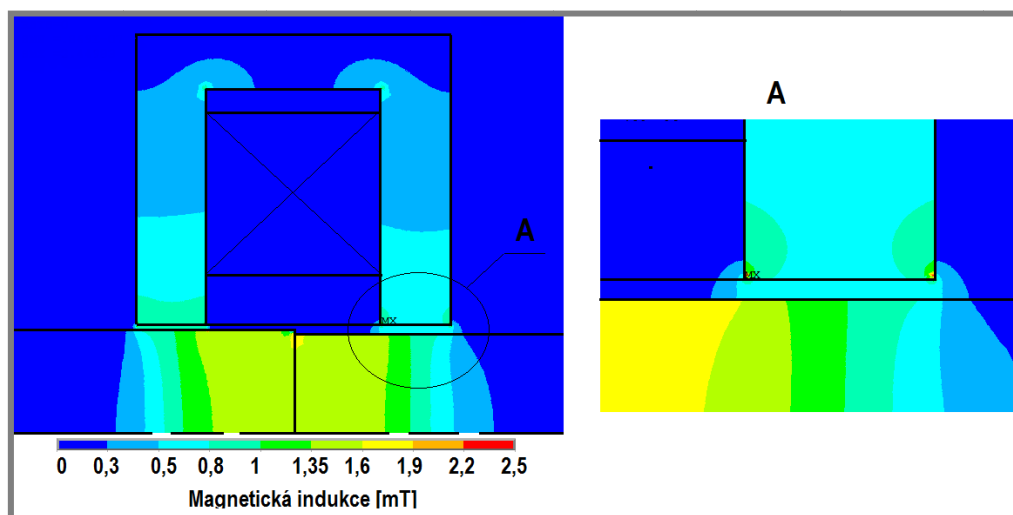 A
A
MX
MX
0 0,3 0,5 0,8 1 1,35 1,6 1,9 2,2 2,5
Magnetická indukce [mT]